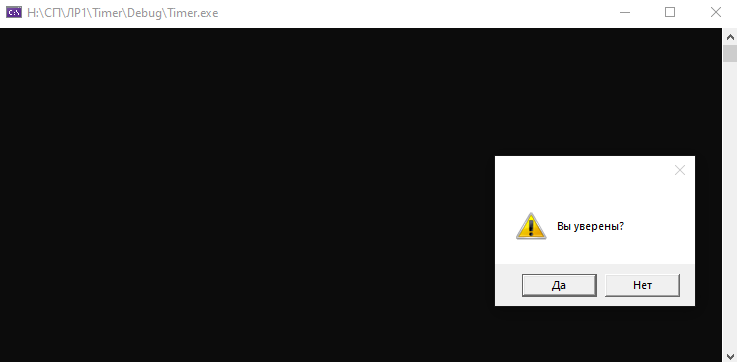 H:\СП\ЛР1\Timer\Debug\Timer.exe
Вы уверены?
Да
Нет